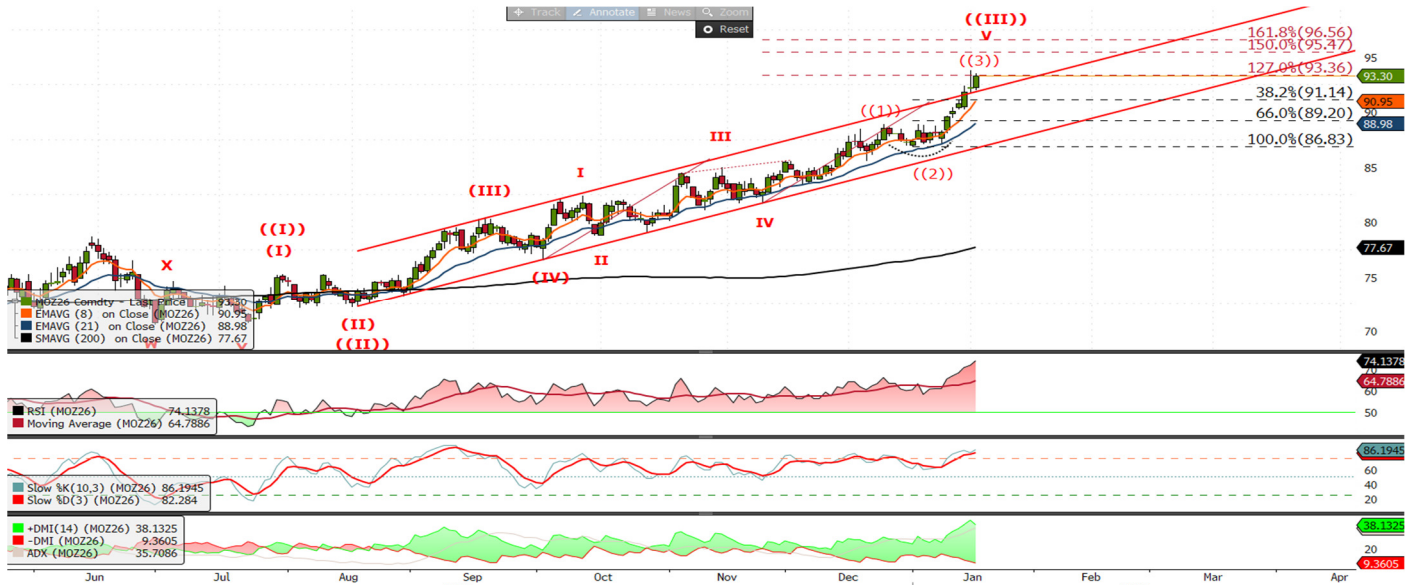 Track Annotate News Zoom
Reset
((III))
V
((3))
((1))
((2))
III
I
(III)
((I))
(I)
X
IV
II
(IV)
(II)
((II))
W
Y
161.8%(96.56)
150.0%(95.47)
127.0%(93.36)
38.2%(91.14)
66.0%(89.20)
100.0%(86.83)
95
93.30
90.95
90
88.98
85
80
77.67
75
70
MOZ26 Comdty - Last Price 93.30
EMAVG (8) on Close (MOZ26) 90.95
EMAVG (21) on Close (MOZ26) 88.98
SMAVG (200) on Close (MOZ26) 77.67
74.1378
70
64.7886
50
RSI (MOZ26) 74.1378
Moving Average (MOZ26) 64.7886
86.1945
60
40
20
Slow %K(10,3) (MOZ26) 86.1945
Slow %D(3) (MOZ26) 82.284
38.1325
20
9.3605
+DMI(14) (MOZ26) 38.1325
-DMI (MOZ26) 9.3605
ADX (MOZ26) 35.7086
Jun Jul Aug Sep Oct Nov Dec Jan Feb Mar Apr